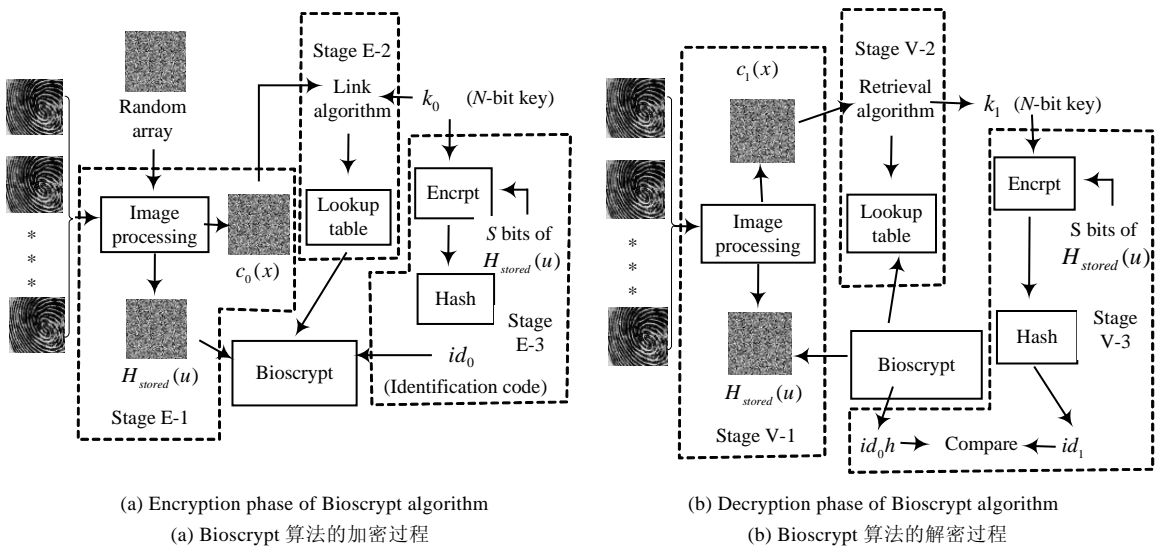 Random
array
Image
processing
c₀(x)
H_stored(u)
Stage E-1
Stage E-2
Link
algorithm
Lookup
table
k₀ (N-bit key)
Encrpt
S bits of
H_stored(u)
Hash
Stage
E-3
id₀
(Identification code)
Bioscrypt
*
*
*
(a) Encryption phase of Bioscrypt algorithm
(a) Bioscrypt 算法的加密过程
c₁(x)
Image
processing
H_stored(u)
Stage V-1
Stage V-2
Retrieval
algorithm
Lookup
table
k₁ (N-bit key)
Encrpt
S bits of
H_stored(u)
Hash
Stage
V-3
Bioscrypt
id₀h
Compare
id₁
*
*
*
(b) Decryption phase of Bioscrypt algorithm
(b) Bioscrypt 算法的解密过程